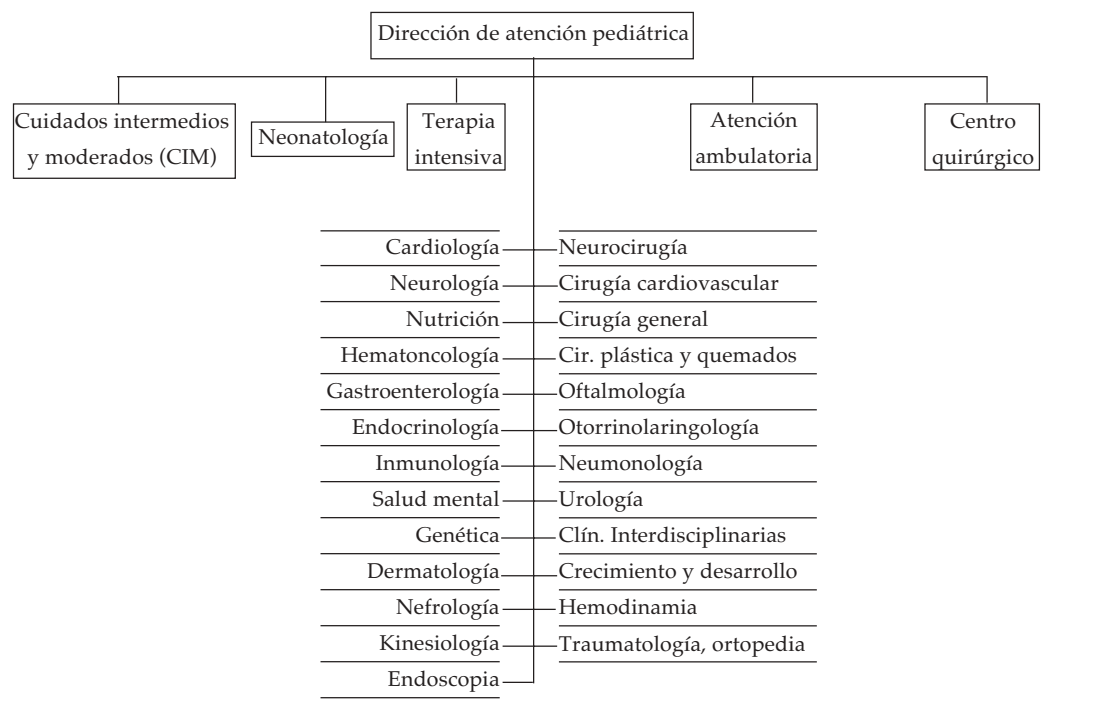 Dirección de atención pediátrica
Cuidados intermedios
y moderados (CIM)
Neonatología
Terapia
intensiva
Atención
ambulatoria
Centro
quirúrgico
Cardiología
Neurocirugía
Neurología
Cirugía cardiovascular
Nutrición
Cirugía general
Hematoncología
Cir. plástica y quemados
Gastroenterología
Oftalmología
Endocrinología
Otorrinolaringología
Inmunología
Neumonología
Salud mental
Urología
Genética
Clín. Interdisciplinarias
Dermatología
Crecimiento y desarrollo
Nefrología
Hemodinamia
Kinesiología
Traumatología, ortopedia
Endoscopia